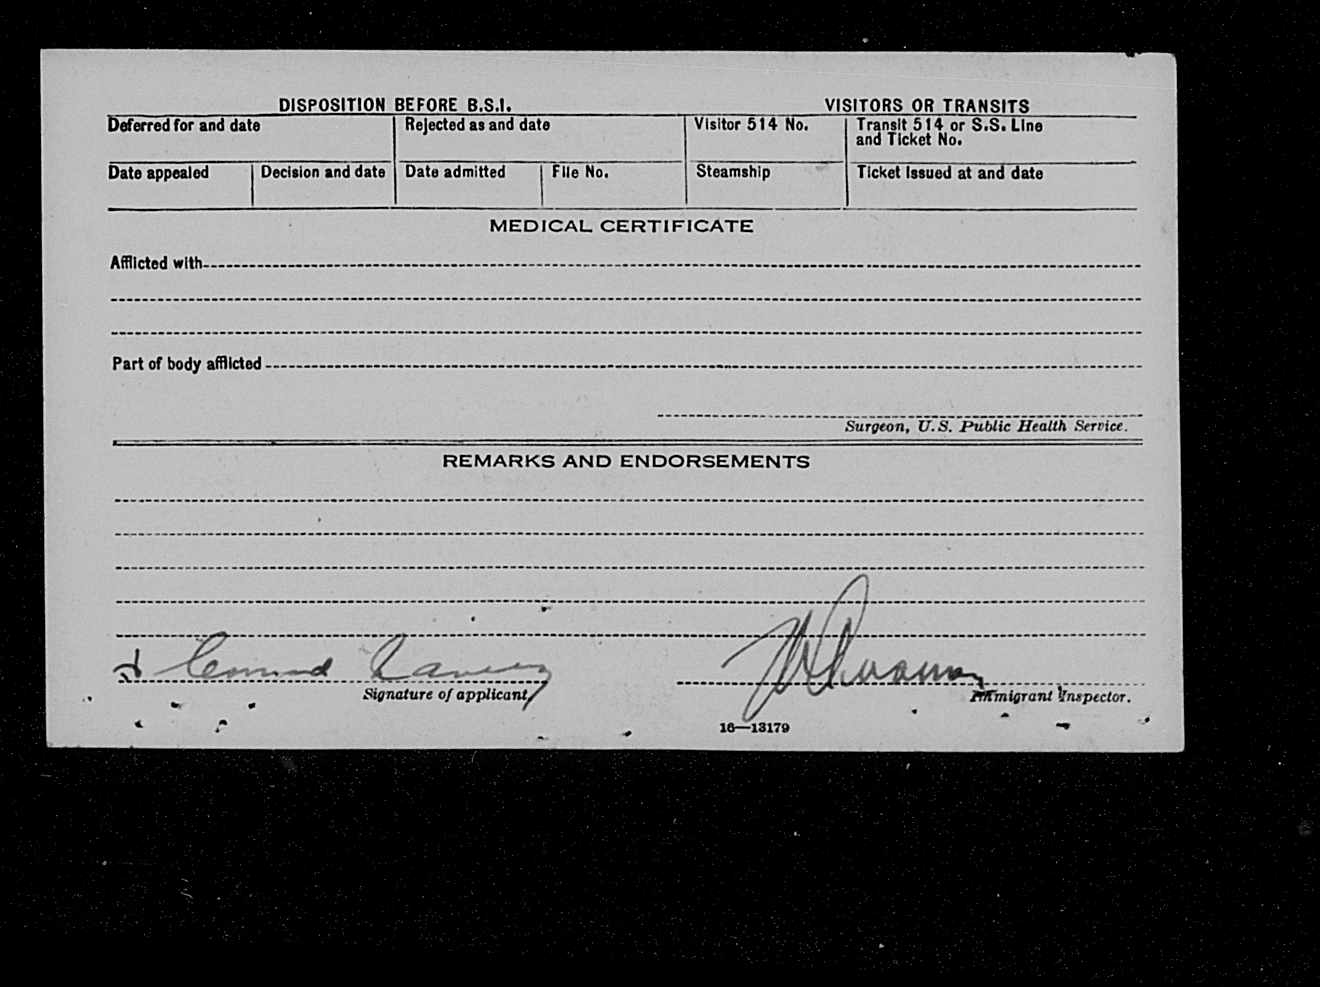 DISPOSITION BEFORE B.S.I. VISITORS OR TRANSITS
Deferred for and date Rejected as and date Visitor 514 No. Transit 514 or S.S. Line
and Ticket No.
Date appealed Decision and date Date admitted File No. Steamship Ticket Issued at and date
MEDICAL CERTIFICATE
Afflicted with
Part of body afflicted
Surgeon, U.S. Public Health Service.
REMARKS AND ENDORSEMENTS
Conrad
Signature of applicant, Immigrant Inspector.
16—13179